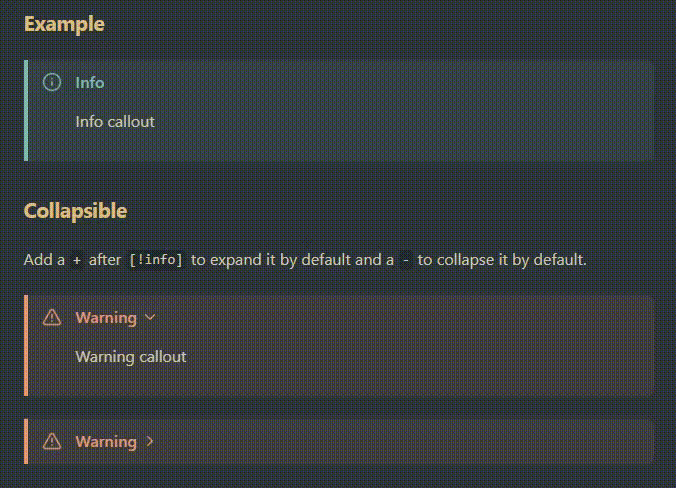 Example
Info
Info callout
Collapsible
Add a + after [!info] to expand it by default and a - to collapse it by default.
Warning
Warning callout
Warning